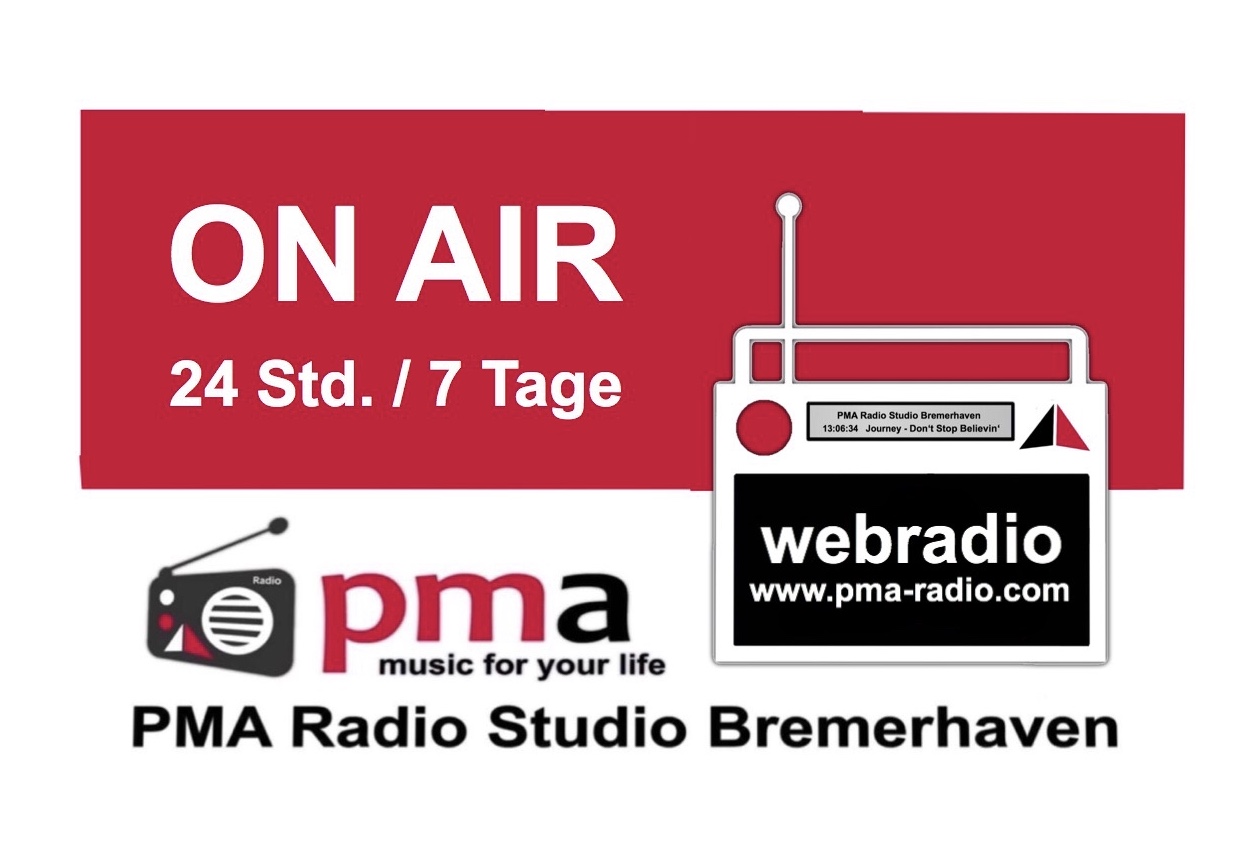 ON AIR
24 Std. / 7 Tage
PMA Radio Studio Bremerhaven
13:06:34 Journey - Don't Stop Believin'
webradio
www.pma-radio.com
Radio
pma
music for your life
PMA Radio Studio Bremerhaven